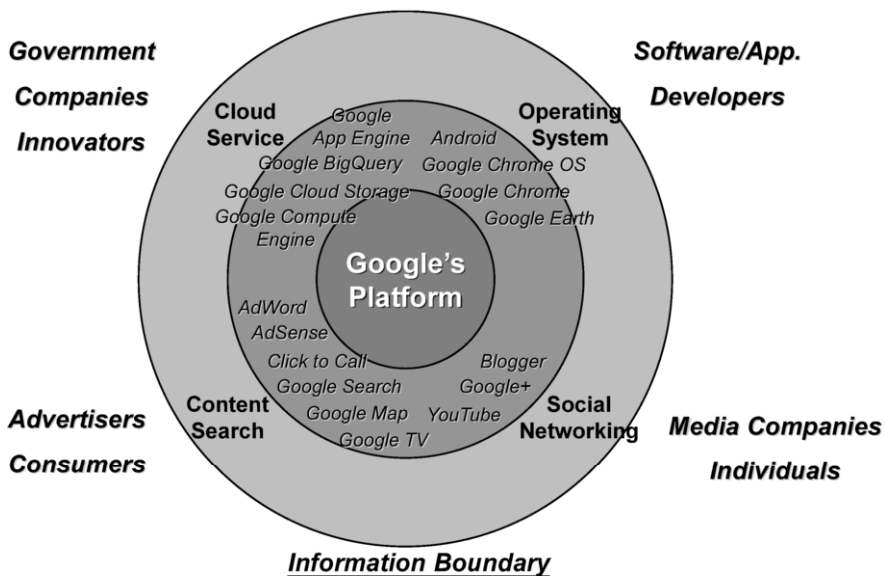 Government
Companies
Innovators
Software/App.
Developers
Cloud
Service
Google
App Engine
Google BigQuery
Google Cloud Storage
Google Compute
Engine
Operating
System
Android
Google Chrome OS
Google Chrome
Google Earth
Google's
Platform
AdWord
AdSense
Click to Call
Google Search
Google Map
Google TV
Content
Search
Blogger
Google+
YouTube
Social
Networking
Advertisers
Consumers
Media Companies
Individuals
Information Boundary